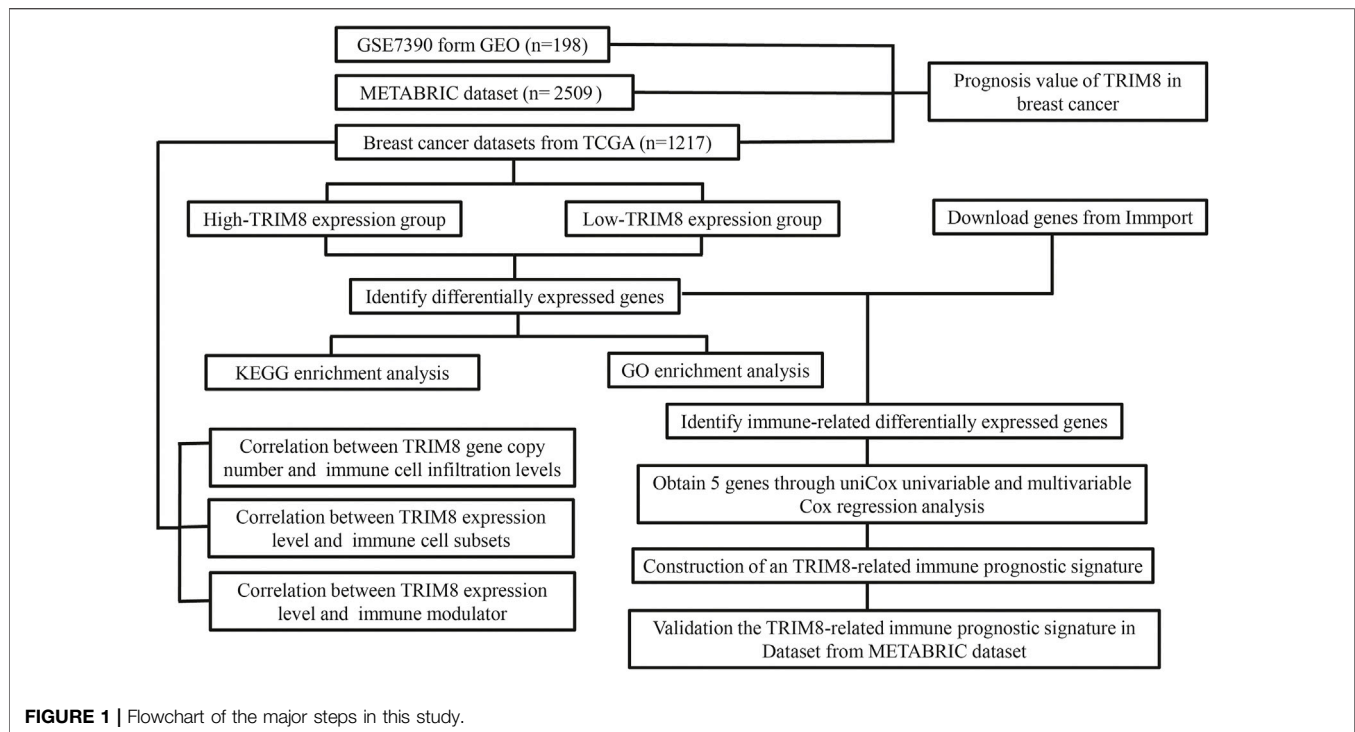 GSE7390 form GEO (n=198)
METABRIC dataset (n= 2509 )
Prognosis value of TRIM8 in
breast cancer
Breast cancer datasets from TCGA (n=1217)
High-TRIM8 expression group
Low-TRIM8 expression group
Download genes from Immport
Identify differentially expressed genes
KEGG enrichment analysis
GO enrichment analysis
Identify immune-related differentially expressed genes
Correlation between TRIM8 gene copy
number and immune cell infiltration levels
Obtain 5 genes through uniCox univariable and multivariable
Cox regression analysis
Correlation between TRIM8 expression
level and immune cell subsets
Construction of an TRIM8-related immune prognostic signature
Correlation between TRIM8 expression
level and immune modulator
Validation the TRIM8-related immune prognostic signature in
Dataset from METABRIC dataset
FIGURE 1 | Flowchart of the major steps in this study.